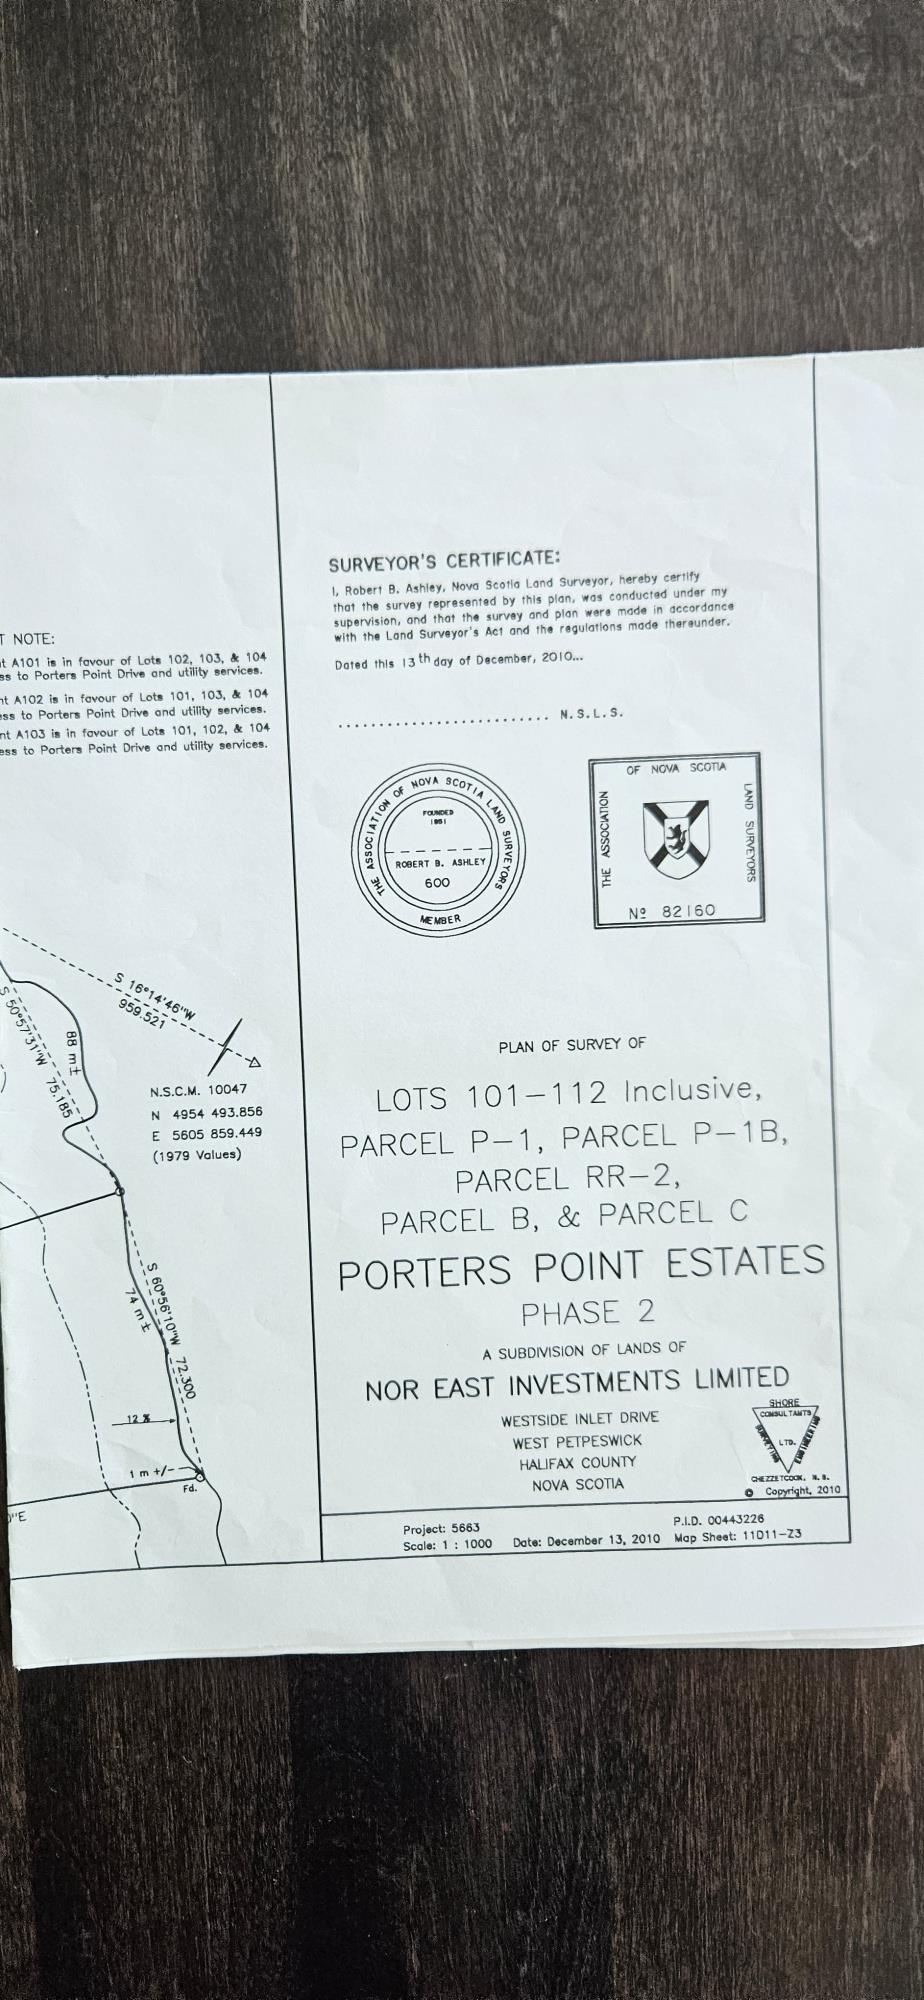 SURVEYOR'S CERTIFICATE:
I, Robert B. Ashley, Nova Scotia Land Surveyor, hereby certify
that the survey represented by this plan, was conducted under my
supervision, and that the survey and plan were made in accordance
with the Land Surveyor's Act and the regulations made thereunder.
Dated this 13th day of December, 2010...
.......................... N.S.L.S.
T NOTE:
t A101 is in favour of Lots 102, 103, & 104
ss to Porters Point Drive and utility services.
nt A102 is in favour of Lots 101, 103, & 104
ess to Porters Point Drive and utility services.
nt A103 is in favour of Lots 101, 102, & 104
ess to Porters Point Drive and utility services.
THE ASSOCIATION OF NOVA SCOTIA LAND SURVEYORS
FOUNDED
1951
ROBERT B. ASHLEY
600
MEMBER
THE ASSOCIATION
OF NOVA SCOTIA
LAND SURVEYORS
Nº 82160
S 16°14'46"W
959.521
S 50°57'31"W 75.185
88 m±
N.S.C.M. 10047
N 4954 493.856
E 5605 859.449
(1979 Values)
S 60°56'10"W 72.300
74 m±
12 %
1 m +/-
Fd.
"E
PLAN OF SURVEY OF
LOTS 101-112 Inclusive,
PARCEL P-1, PARCEL P-1B,
PARCEL RR-2,
PARCEL B, & PARCEL C
PORTERS POINT ESTATES
PHASE 2
A SUBDIVISION OF LANDS OF
NOR EAST INVESTMENTS LIMITED
WESTSIDE INLET DRIVE
WEST PETPESWICK
HALIFAX COUNTY
NOVA SCOTIA
SHORE
CONSULTANTS
LTD.
SURVEYING
ENGINEERING
CHEZZETCOOK, N.S.
© Copyright, 2010
Project: 5663
Scale: 1 : 1000
Date: December 13, 2010
P.I.D. 00443226
Map Sheet: 11D11-Z3